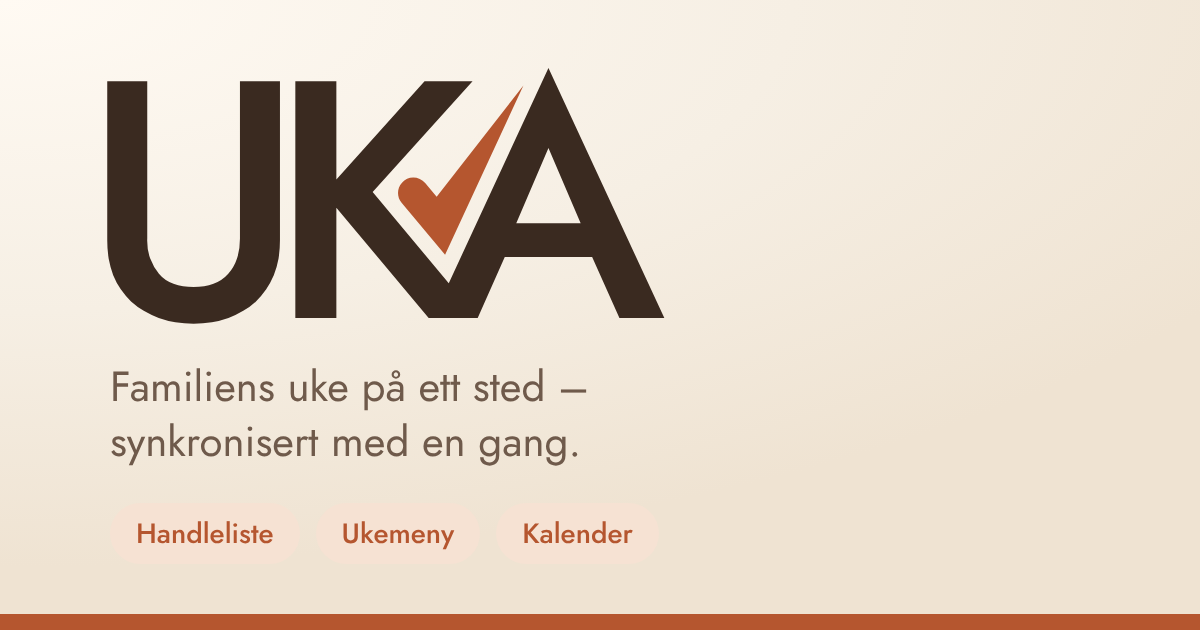 UKA
Familiens uke på ett sted –
synkronisert med en gang.
Handleliste
Ukemeny
Kalender